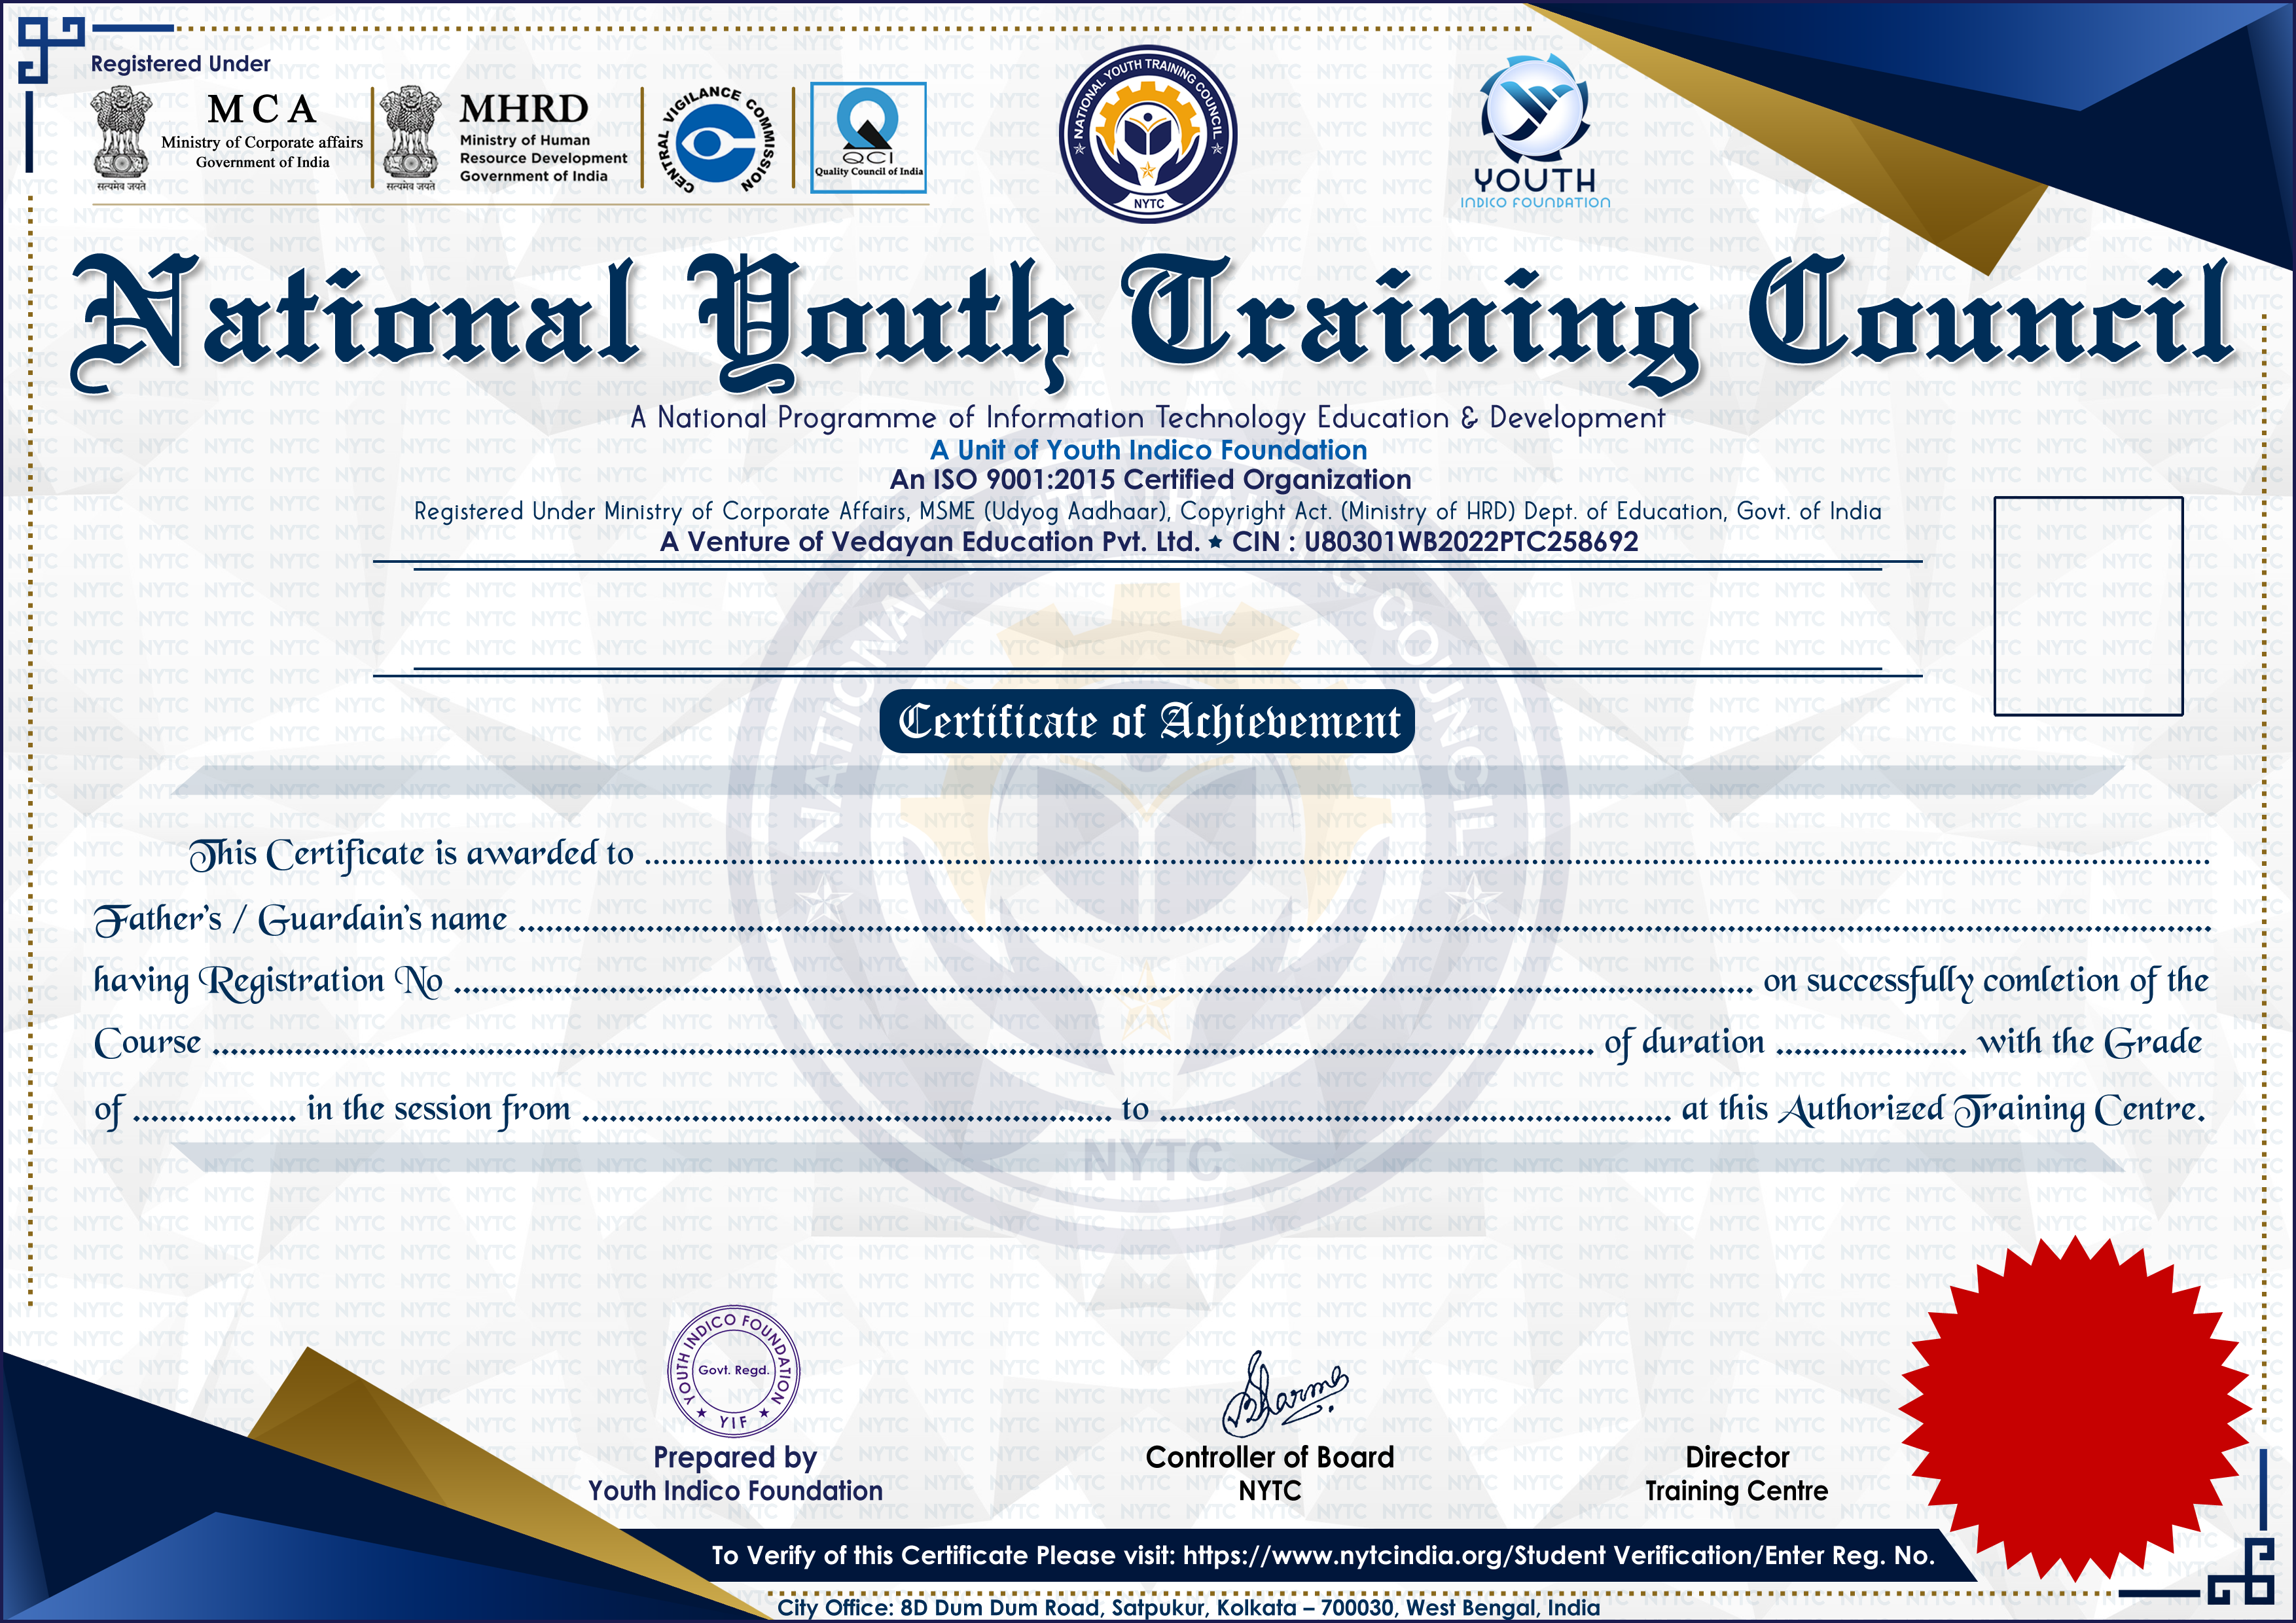 Registered Under
M C A
Ministry of Corporate affairs
Government of India
सत्यमेव जयते
MHRD
Ministry of Human
Resource Development
Government of India
सत्यमेव जयते
CENTRAL VIGILANCE COMMISSION
QCI
Quality Council of India
NATIONAL YOUTH TRAINING COUNCIL
NYTC
YOUTH
INDICO FOUNDATION
National Youth Training Council
A National Programme of Information Technology Education & Development
A Unit of Youth Indico Foundation
An ISO 9001:2015 Certified Organization
Registered Under Ministry of Corporate Affairs, MSME (Udyog Aadhaar), Copyright Act. (Ministry of HRD) Dept. of Education, Govt. of India
A Venture of Vedayan Education Pvt. Ltd. ★ CIN : U80301WB2022PTC258692
Certificate of Achievement
NATIONAL YOUTH TRAINING COUNCIL
This Certificate is awarded to
Father's / Guardain's name
having Registration No on successfully comletion of the
Course of duration with the Grade
of in the session from to at this Authorized Training Centre.
NYTC
YOUTH INDICO FOUNDATION
Govt. Regd.
★ YIF ★
Prepared by
Youth Indico Foundation
BSharma
Controller of Board
NYTC
Director
Training Centre
To Verify of this Certificate Please visit: https://www.nytcindia.org/Student Verification/Enter Reg. No.
City Office: 8D Dum Dum Road, Satpukur, Kolkata – 700030, West Bengal, India